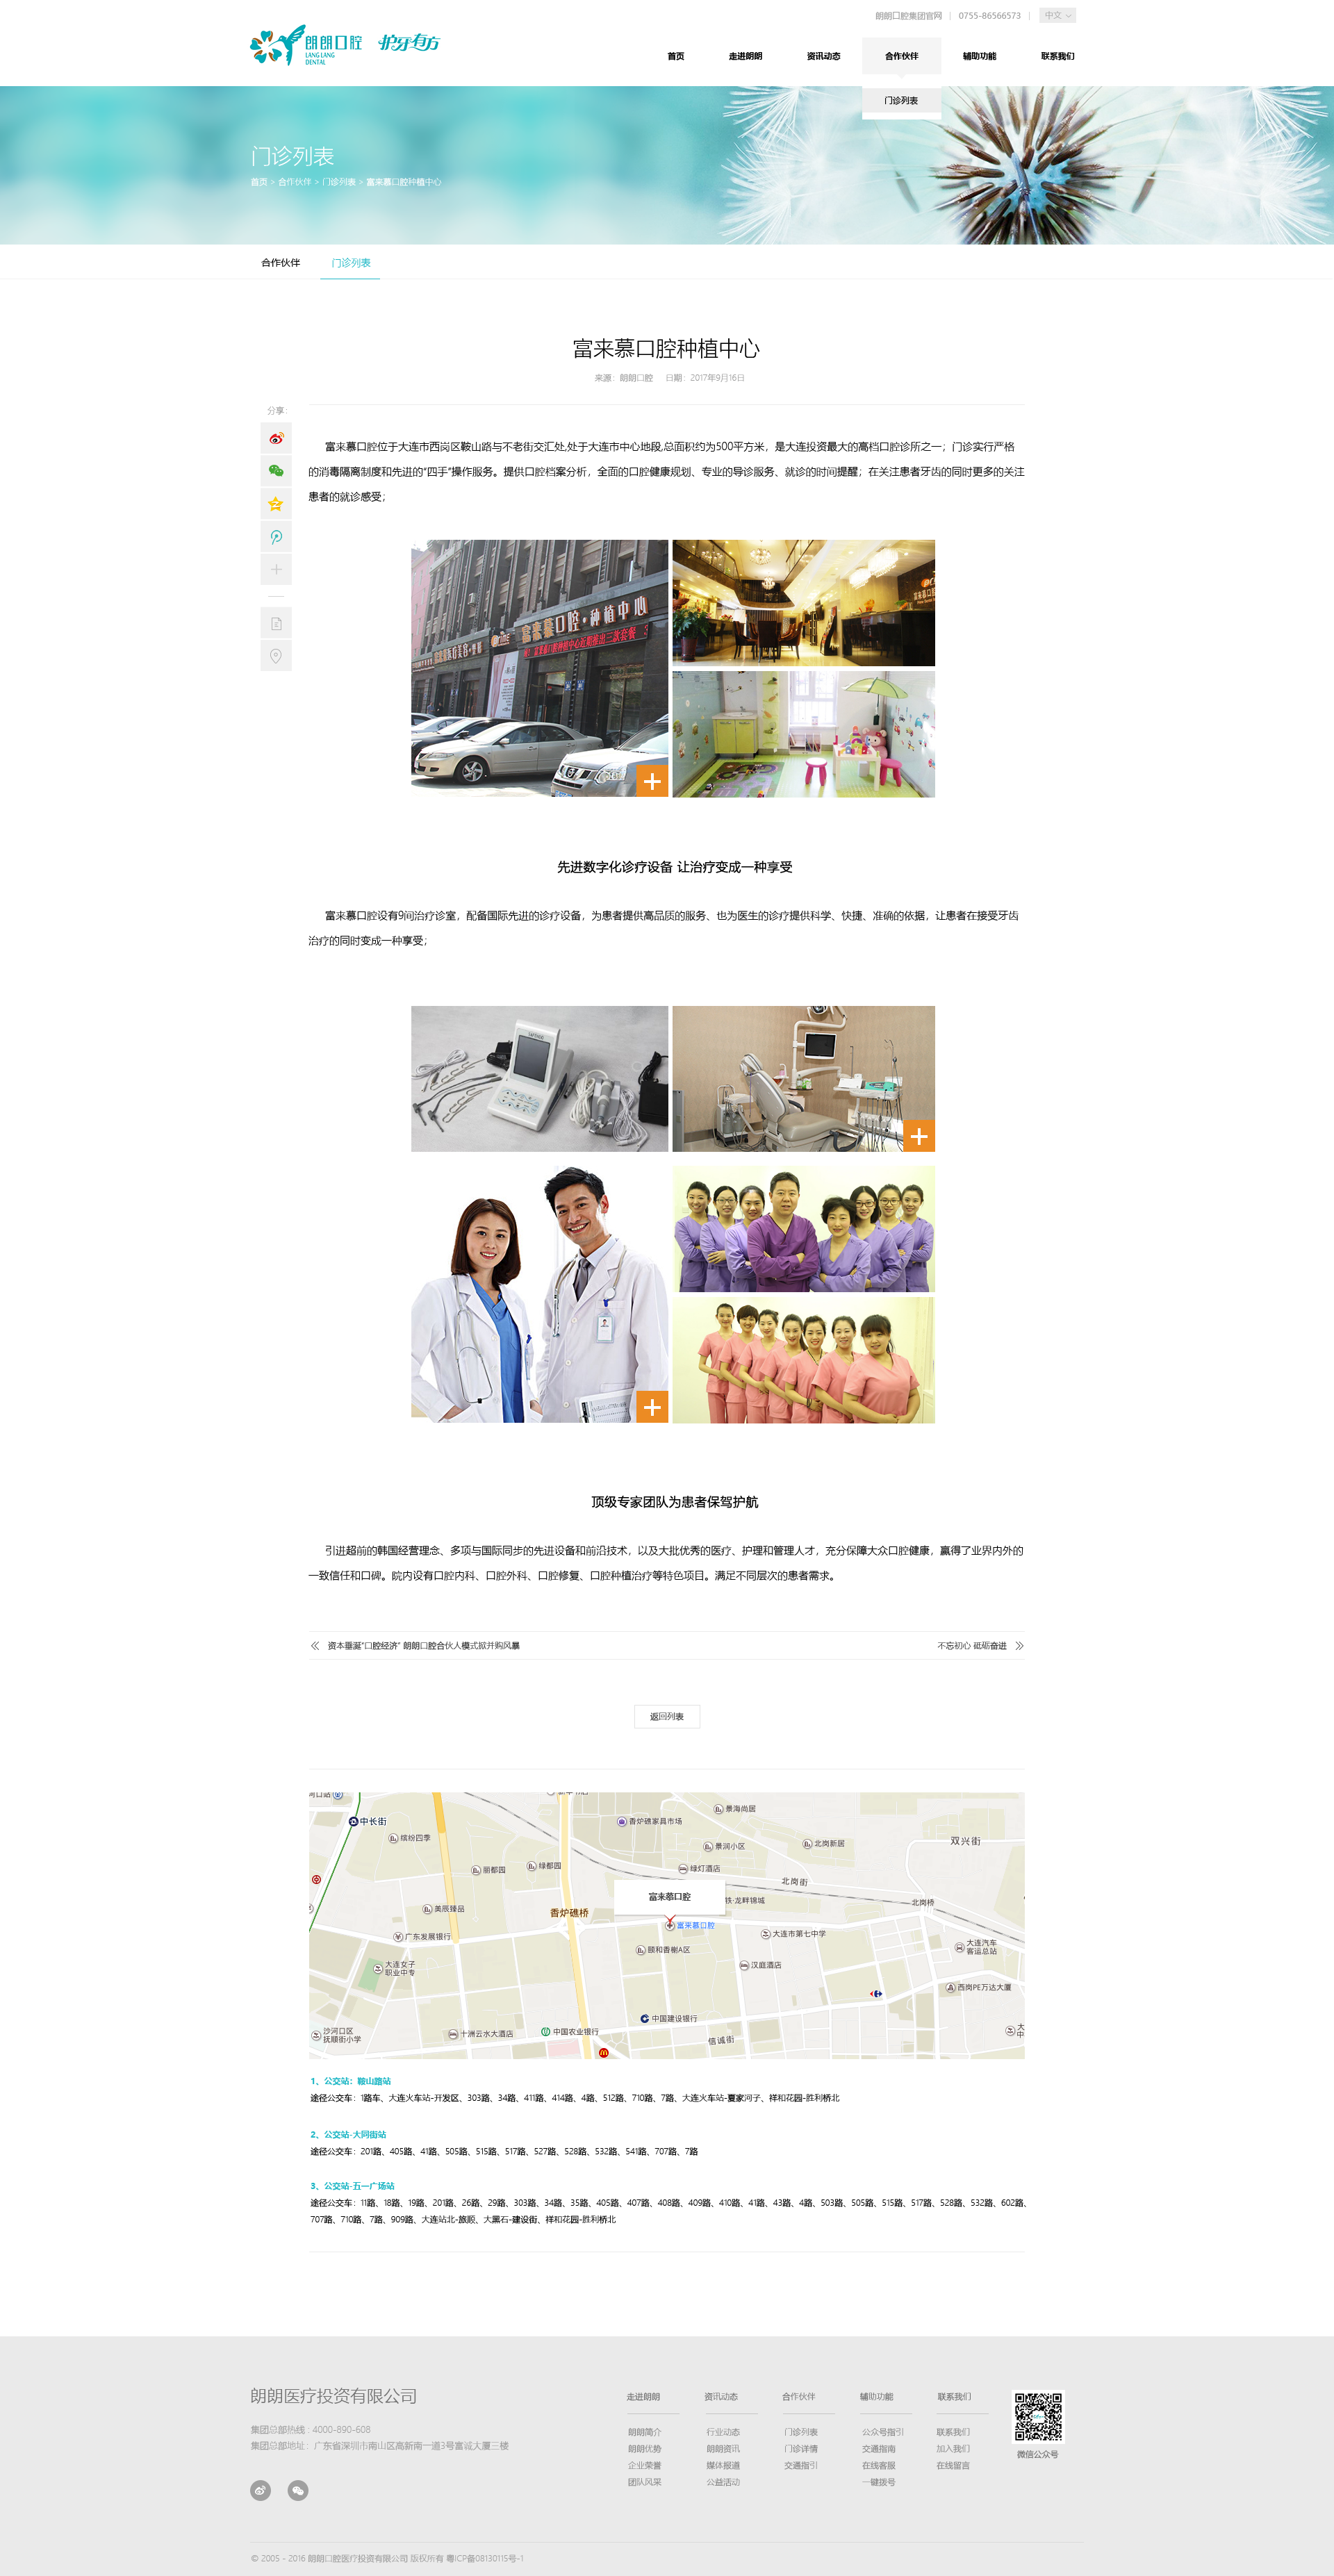 朗朗口腔集团官网 | 0755-86566573 | 中文
朗朗口腔 护牙有方
LANG LANG
DENTAL
首页 走进朗朗 资讯动态 合作伙伴 辅助功能 联系我们
门诊列表
门诊列表
首页 > 合作伙伴 > 门诊列表 > 富来慕口腔种植中心
合作伙伴 门诊列表
富来慕口腔种植中心
来源：朗朗口腔 日期：2017年9月16日
分享：
富来慕口腔位于大连市西岗区鞍山路与不老街交汇处,处于大连市中心地段,总面积约为500平方米，是大连投资最大的高档口腔诊所之一；门诊实行严格
的消毒隔离制度和先进的“四手”操作服务。提供口腔档案分析，全面的口腔健康规划、专业的导诊服务、就诊的时间提醒；在关注患者牙齿的同时更多的关注
患者的就诊感受；
富来慕口腔·种植中心
富来慕口腔
先进数字化诊疗设备 让治疗变成一种享受
富来慕口腔设有9间治疗诊室，配备国际先进的诊疗设备，为患者提供高品质的服务、也为医生的诊疗提供科学、快捷、准确的依据，让患者在接受牙齿
治疗的同时变成一种享受；
顶级专家团队为患者保驾护航
引进超前的韩国经营理念、多项与国际同步的先进设备和前沿技术，以及大批优秀的医疗、护理和管理人才，充分保障大众口腔健康，赢得了业界内外的
一致信任和口碑。院内设有口腔内科、口腔外科、口腔修复、口腔种植治疗等特色项目。满足不同层次的患者需求。
资本垂涎“口腔经济” 朗朗口腔合伙人模式掀并购风暴 不忘初心 砥砺奋进
返回列表
河口站
中长街
缤纷四季
香炉礁家具市场
景海尚居
景润小区
北岗新居
双兴街
丽都园
绿都园
绿灯酒店
北岗街
富来慕口腔
铁·龙畔锦城
北岗桥
美辰臻品
香炉礁桥
富来慕口腔
广东发展银行
大连市第七中学
颐和香榭A区
大连汽车
客运总站
大连女子
职业中专
汉庭酒店
西岗PE万达大厦
中国建设银行
沙河口区
抚顺街小学
十洲云水大酒店
中国农业银行
信诚街
1、公交站：鞍山路站
途径公交车：1路车、大连火车站-开发区、303路、34路、411路、414路、4路、512路、710路、7路、大连火车站-夏家河子、祥和花园-胜利桥北
2、公交站-大同街站
途径公交车：201路、405路、41路、505路、515路、517路、527路、528路、532路、541路、707路、7路
3、公交站-五一广场站
途径公交车：11路、18路、19路、201路、26路、29路、303路、34路、35路、405路、407路、408路、409路、410路、41路、43路、4路、503路、505路、515路、517路、528路、532路、602路、
707路、710路、7路、909路、大连站北-旅顺、大黑石-建设街、祥和花园-胜利桥北
朗朗医疗投资有限公司
集团总部热线：4000-890-608
集团总部地址：广东省深圳市南山区高新南一道3号富诚大厦三楼
走进朗朗 资讯动态 合作伙伴 辅助功能 联系我们
朗朗简介 行业动态 门诊列表 公众号指引 联系我们
朗朗优势 朗朗资讯 门诊详情 交通指南 加入我们
企业荣誉 媒体报道 交通指引 在线客服 在线留言
团队风采 公益活动 一键拨号
微信公众号
© 2005 - 2016 朗朗口腔医疗投资有限公司 版权所有 粤ICP备08130115号-1